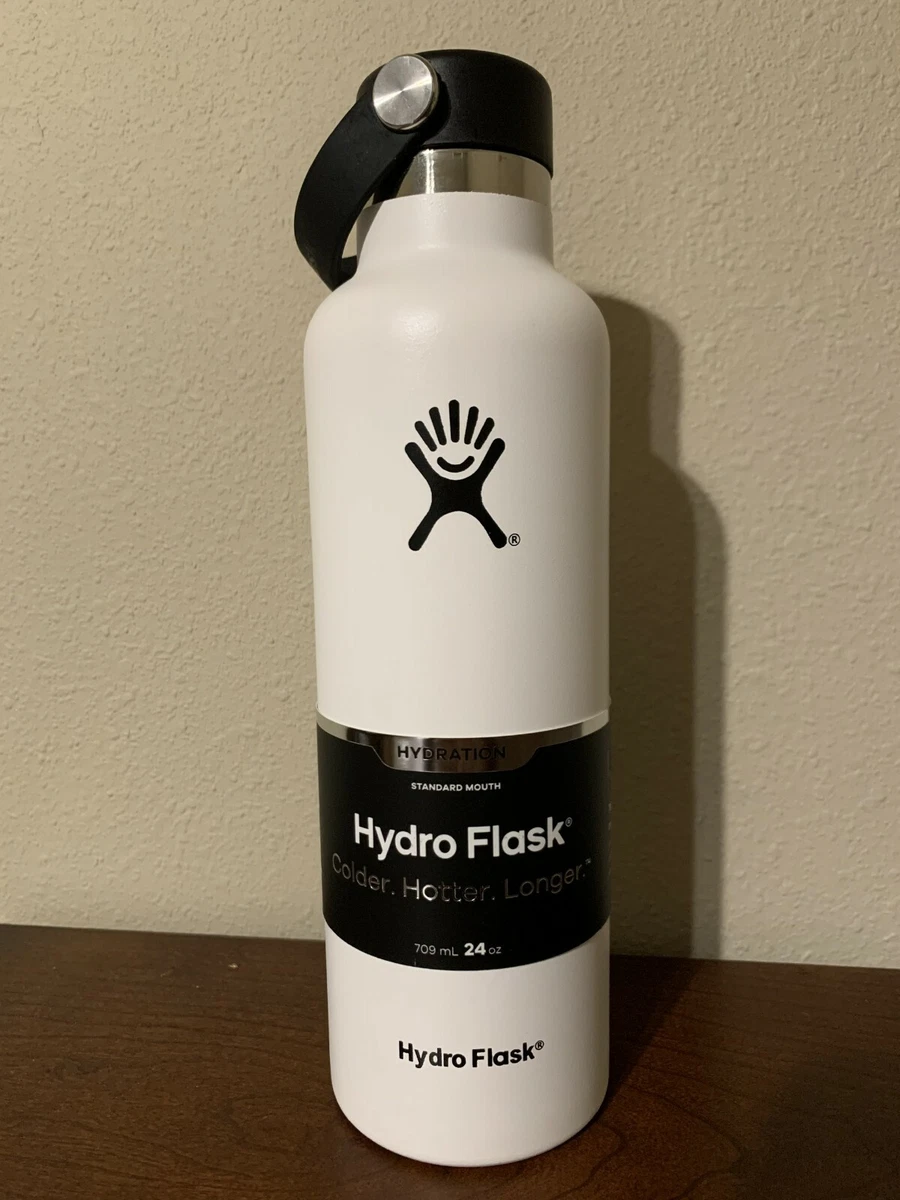 ®
HYDRATION
STANDARD MOUTH
Hydro Flask®
Colder. Hotter. Longer.™
709 mL 24 oz
Hydro Flask®